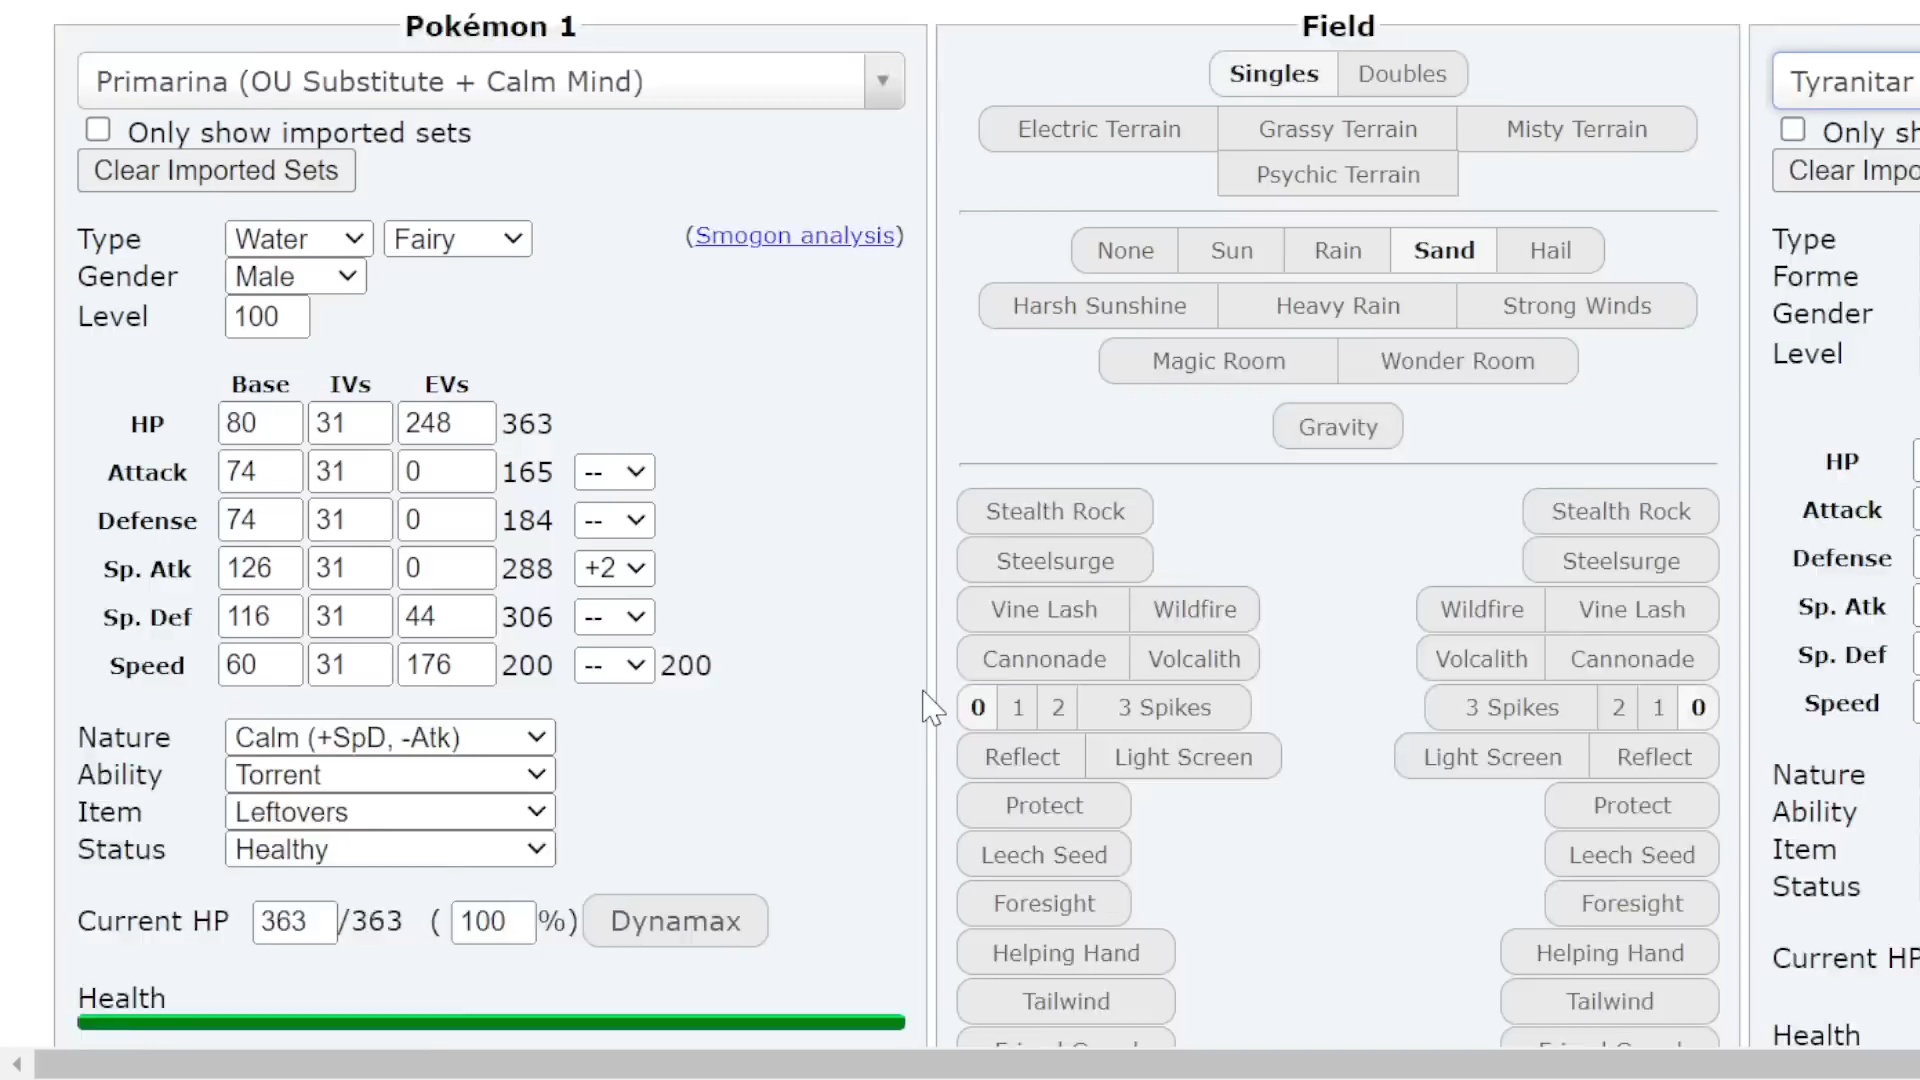 Pokémon 1
Primarina (OU Substitute + Calm Mind)
Only show imported sets
Clear Imported Sets
Type Water Fairy (Smogon analysis)
Gender Male
Level 100
Base IVs EVs
HP 80 31 248 363
Attack 74 31 0 165 --
Defense 74 31 0 184 --
Sp. Atk 126 31 0 288 +2
Sp. Def 116 31 44 306 --
Speed 60 31 176 200 -- 200
Nature Calm (+SpD, -Atk)
Ability Torrent
Item Leftovers
Status Healthy
Current HP 363/363 ( 100 %) Dynamax
Health
Field
Singles Doubles
Electric Terrain Grassy Terrain Misty Terrain
Psychic Terrain
None Sun Rain Sand Hail
Harsh Sunshine Heavy Rain Strong Winds
Magic Room Wonder Room
Gravity
Stealth Rock Stealth Rock
Steelsurge Steelsurge
Vine Lash Wildfire Wildfire Vine Lash
Cannonade Volcalith Volcalith Cannonade
0 1 2 3 Spikes 3 Spikes 2 1 0
Reflect Light Screen Light Screen Reflect
Protect Protect
Leech Seed Leech Seed
Foresight Foresight
Helping Hand Helping Hand
Tailwind Tailwind
Tyranitar
Only sh
Clear Impo
Type
Forme
Gender
Level
HP
Attack
Defense
Sp. Atk
Sp. Def
Speed
Nature
Ability
Item
Status
Current HP
Health